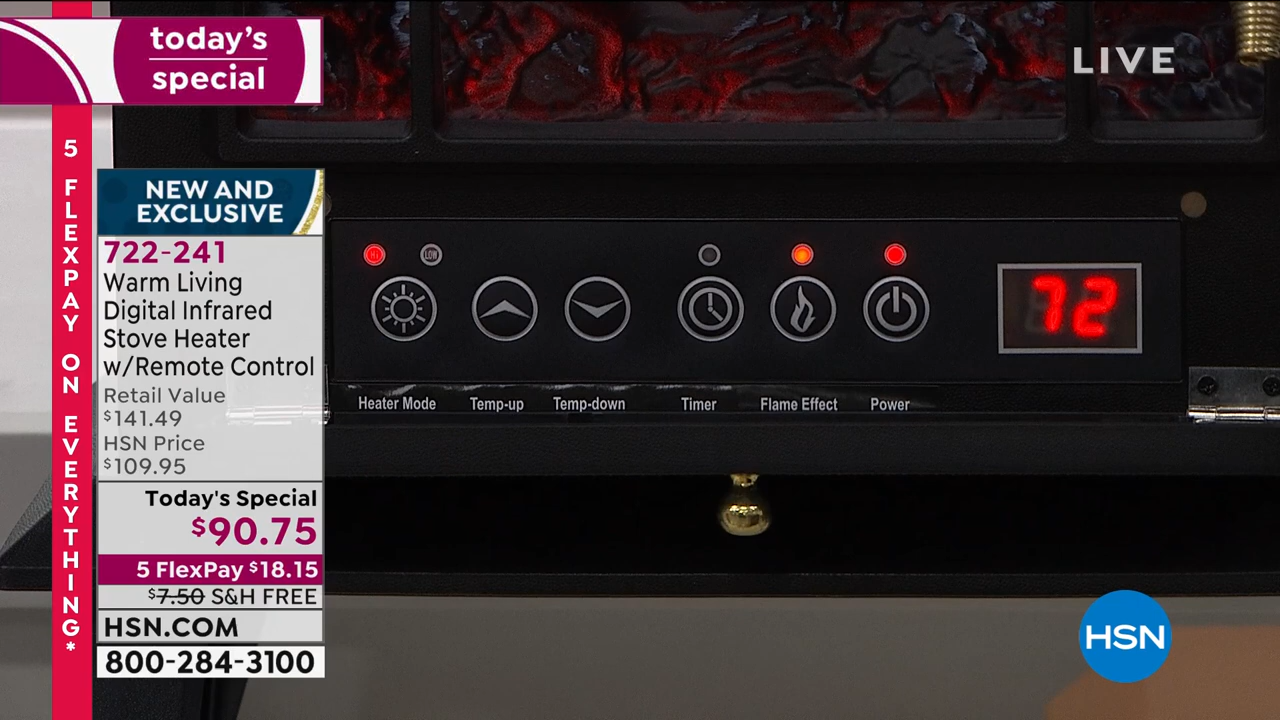 today's
special
LIVE
5 FLEXPAY ON EVERYTHING*
NEW AND
EXCLUSIVE
722-241
Warm Living
Digital Infrared
Stove Heater
w/Remote Control
Retail Value
$141.49
HSN Price
$109.95
Today's Special
$90.75
5 FlexPay $18.15
$7.50 S&H FREE
HSN.COM
800-284-3100
HI LOW
72
Heater Mode Temp-up Temp-down Timer Flame Effect Power
HSN